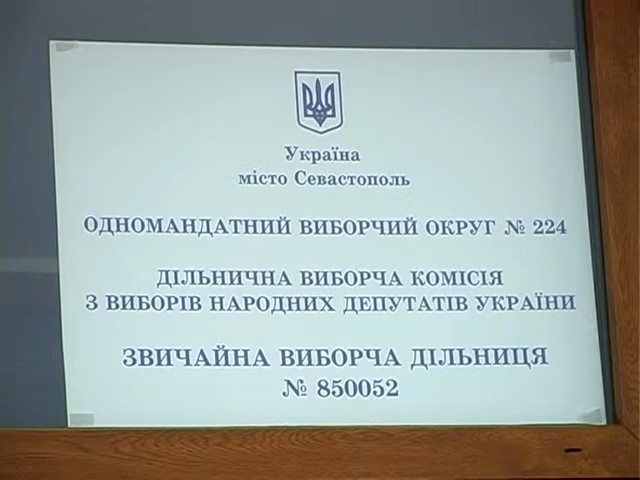 Україна
місто Севастополь
ОДНОМАНДАТНИЙ ВИБОРЧИЙ ОКРУГ № 224
ДІЛЬНИЧНА ВИБОРЧА КОМІСІЯ
З ВИБОРІВ НАРОДНИХ ДЕПУТАТІВ УКРАЇНИ
ЗВИЧАЙНА ВИБОРЧА ДІЛЬНИЦЯ
№ 850052